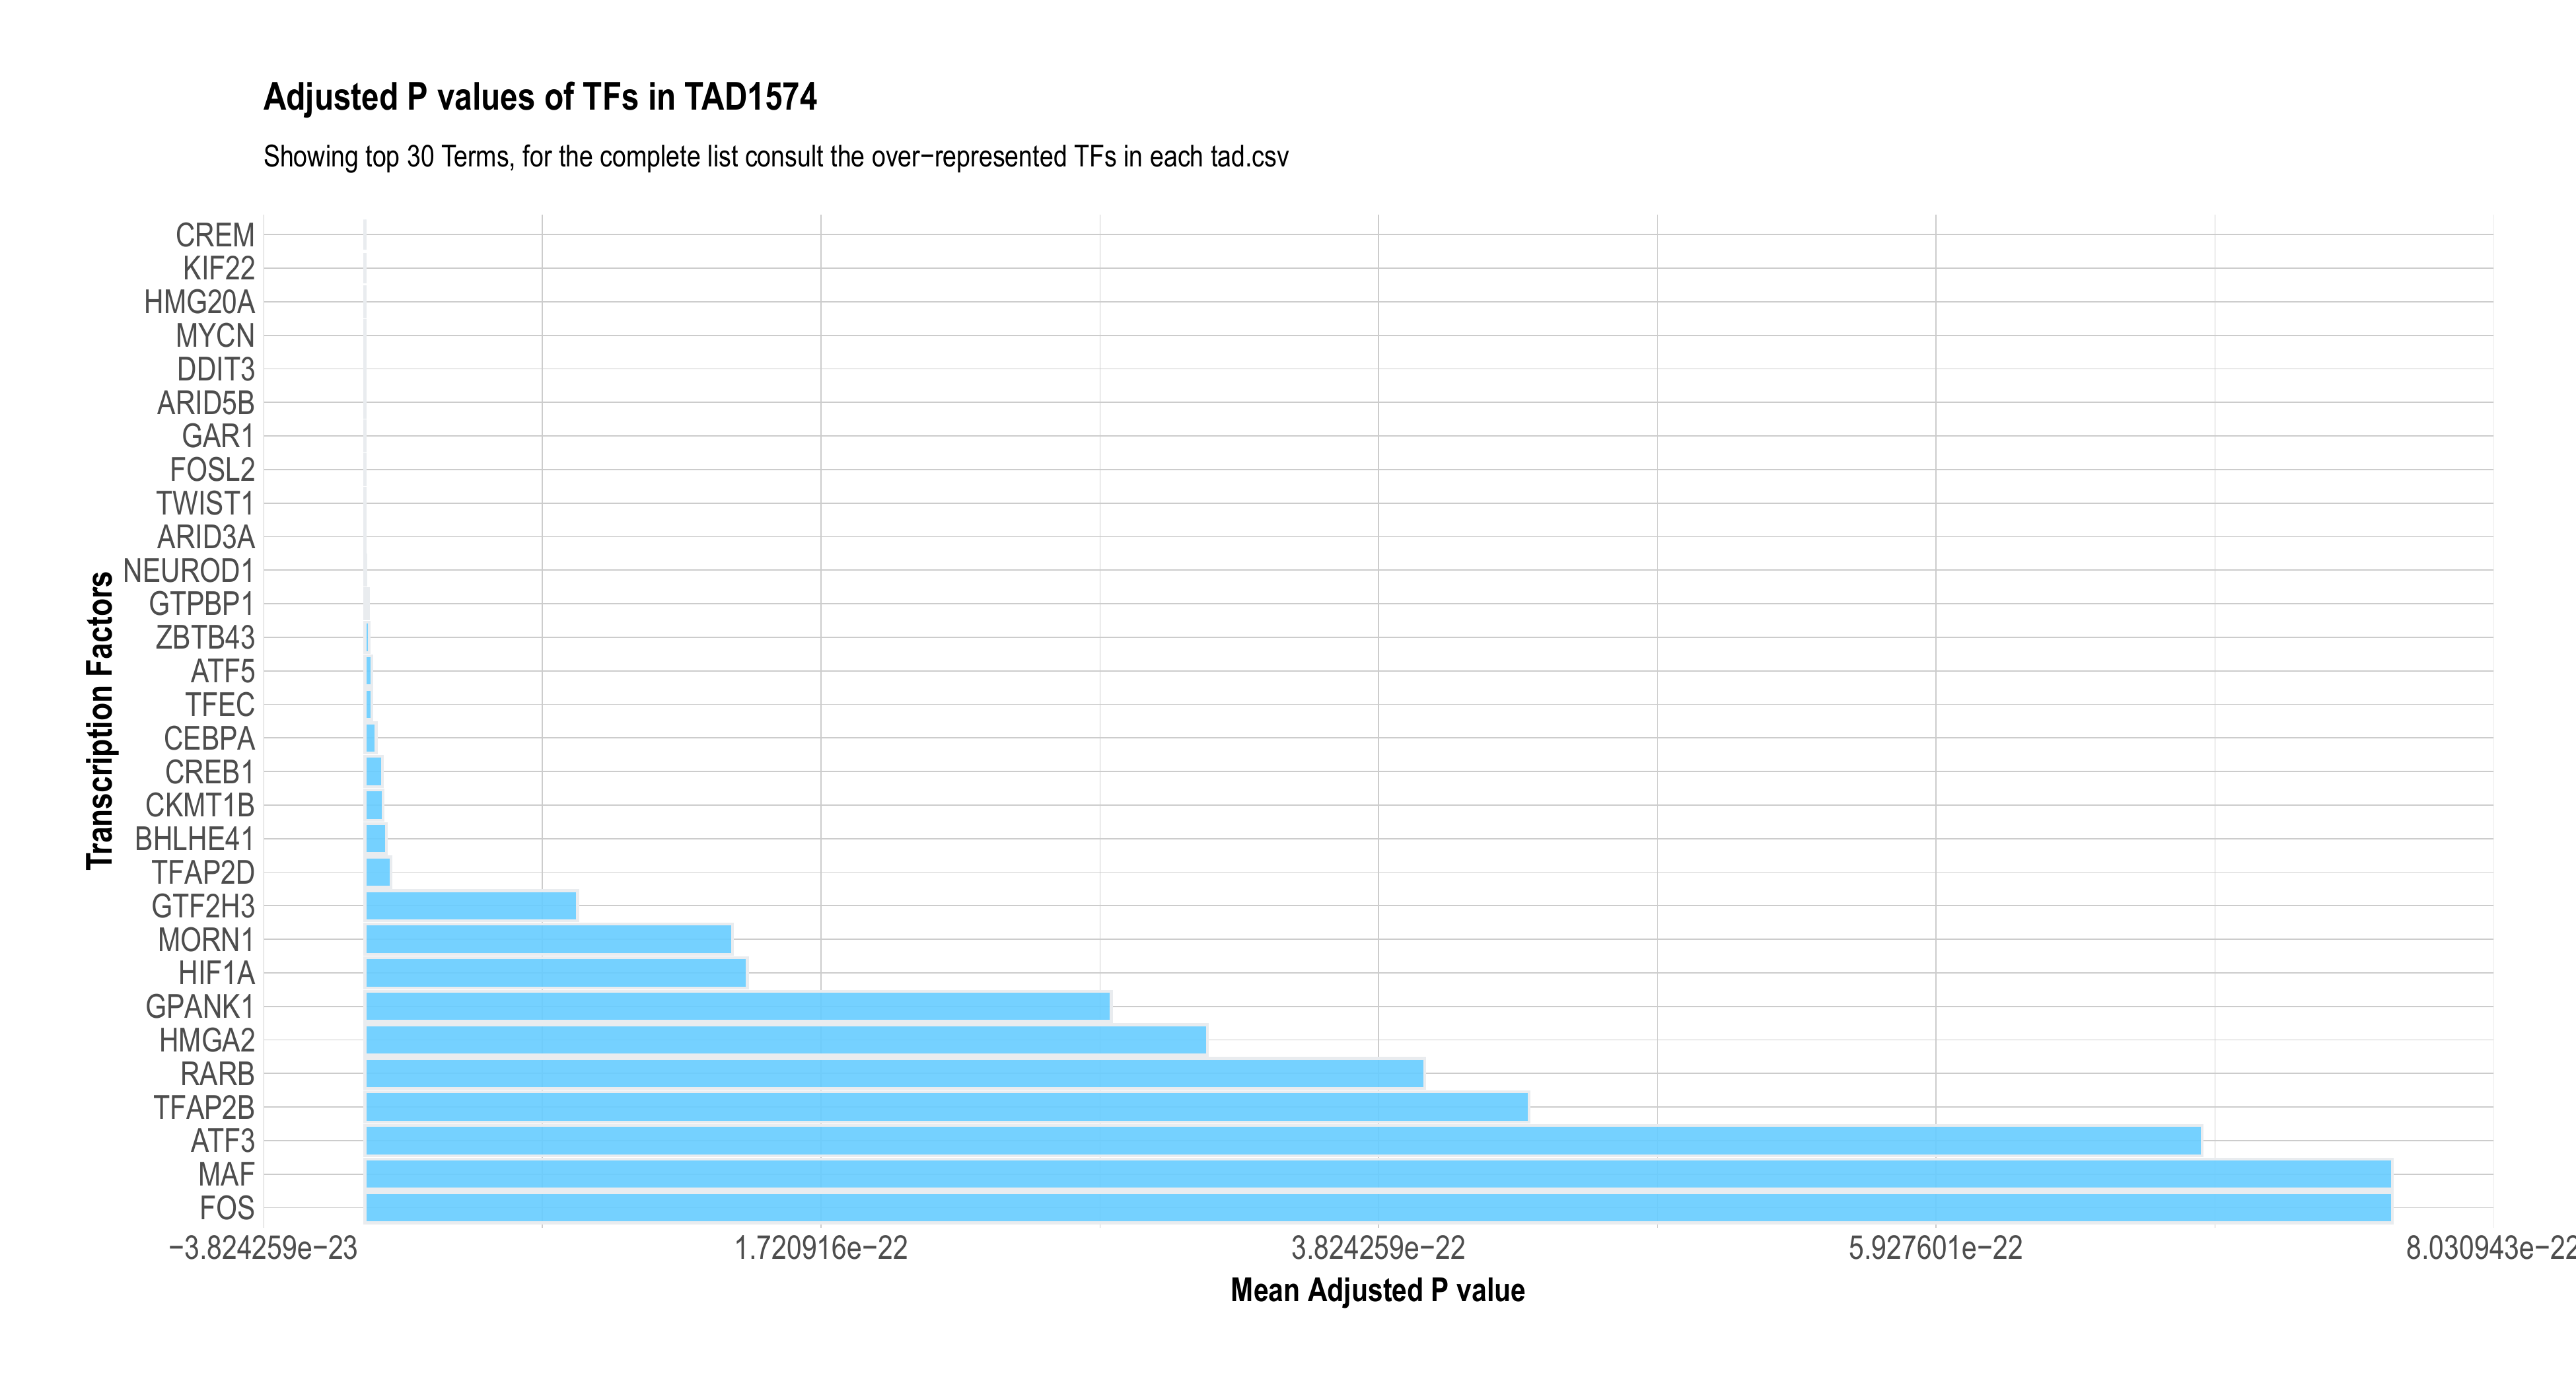 Adjusted P values of TFs in TAD1574
Showing top 30 Terms, for the complete list consult the over−represented TFs in each tad.csv
Transcription Factors
CREM
KIF22
HMG20A
MYCN
DDIT3
ARID5B
GAR1
FOSL2
TWIST1
ARID3A
NEUROD1
GTPBP1
ZBTB43
ATF5
TFEC
CEBPA
CREB1
CKMT1B
BHLHE41
TFAP2D
GTF2H3
MORN1
HIF1A
GPANK1
HMGA2
RARB
TFAP2B
ATF3
MAF
FOS
−3.824259e−23 1.720916e−22 3.824259e−22 5.927601e−22 8.030943e−22
Mean Adjusted P value